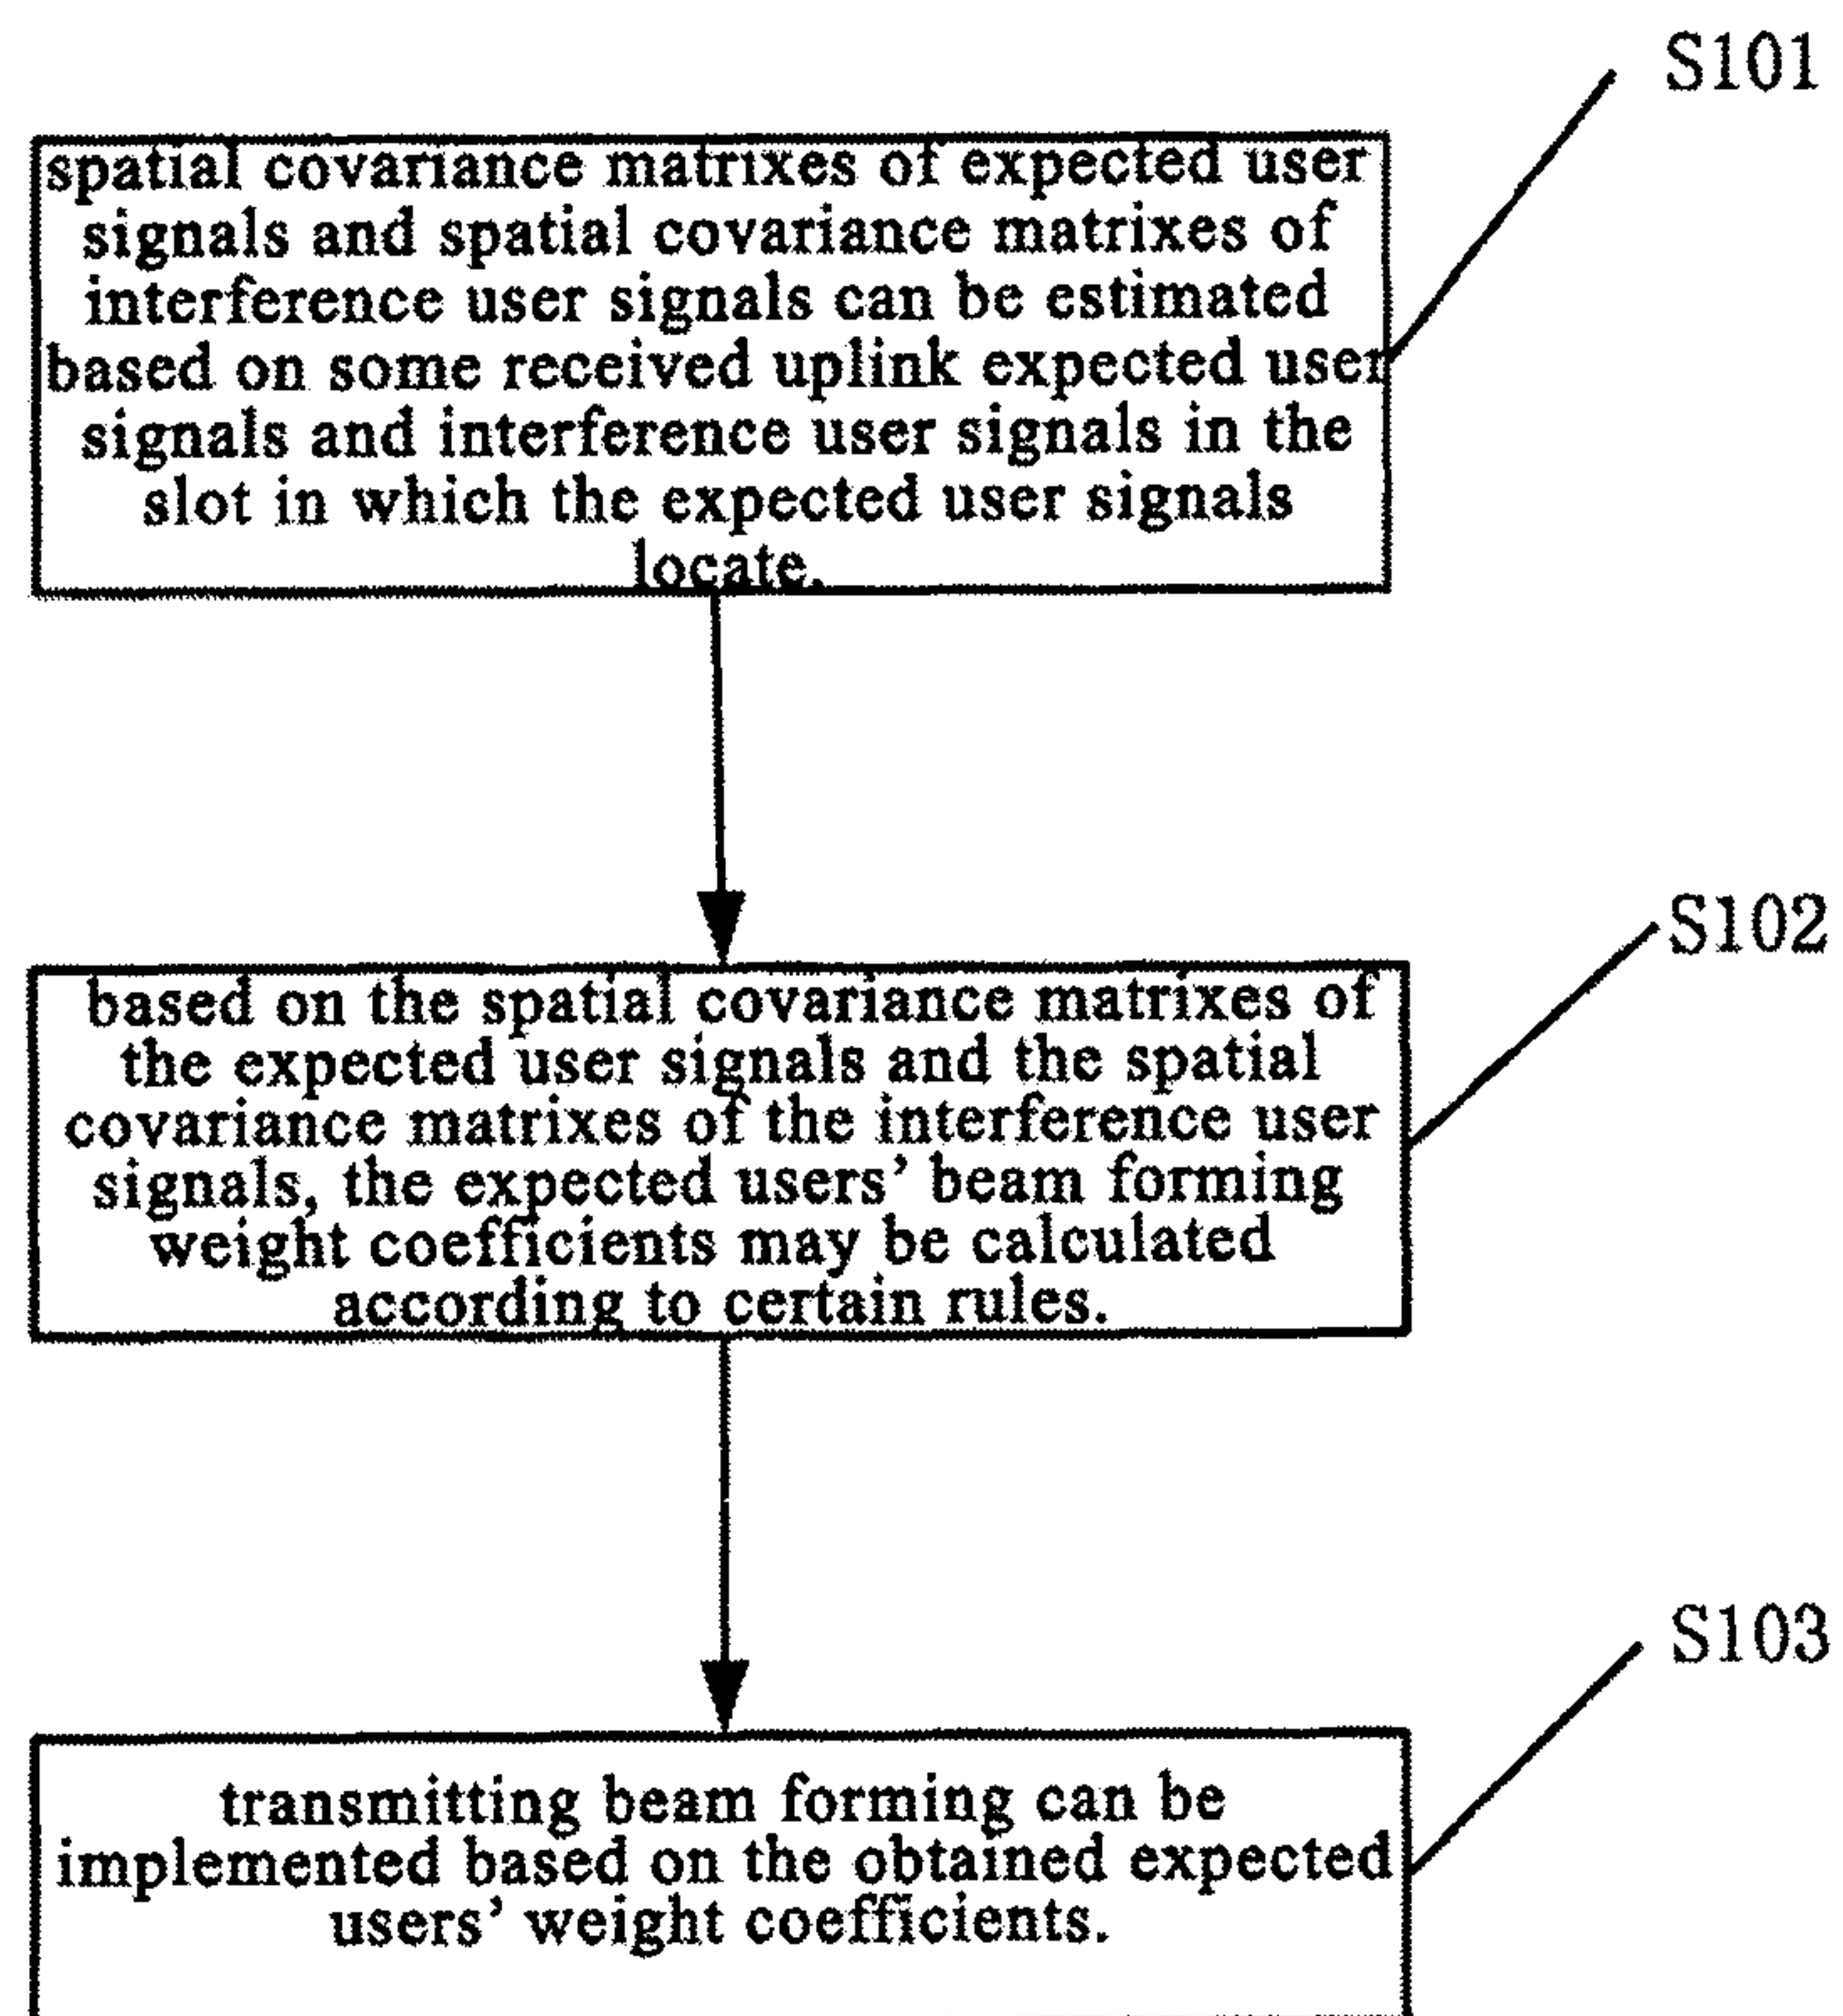 S101
spatial covariance matrixes of expected user
signals and spatial covariance matrixes of
interference user signals can be estimated
based on some received uplink expected user
signals and interference user signals in the
slot in which the expected user signals
locate.
S102
based on the spatial covariance matrixes of
the expected user signals and the spatial
covariance matrixes of the interference user
signals, the expected users’ beam forming
weight coefficients may be calculated
according to certain rules.
S103
transmitting beam forming can be
implemented based on the obtained expected
users’ weight coefficients.